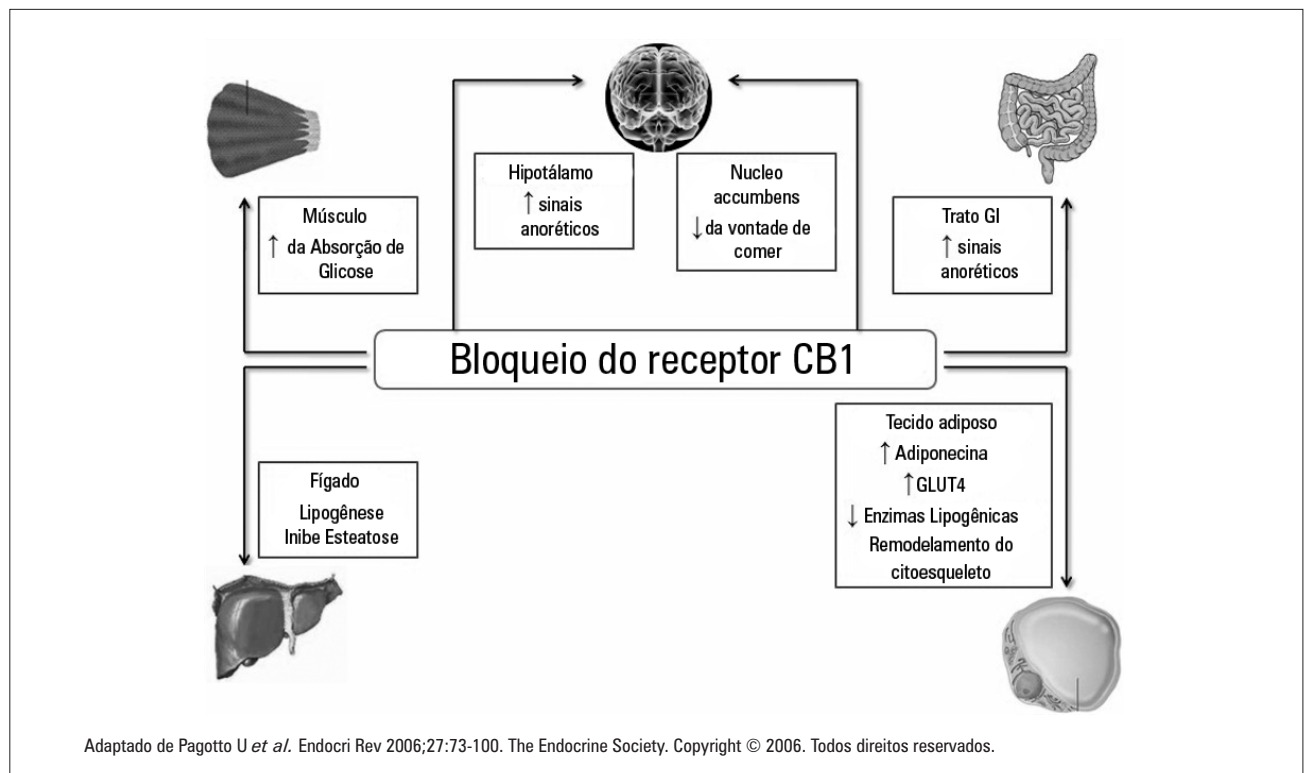 Hipotálamo
↑ sinais
anoréticos
Nucleo
accumbens
↓ da vontade de
comer
Músculo
↑ da Absorção de
Glicose
Trato GI
↑ sinais
anoréticos
Bloqueio do receptor CB1
Fígado
Lipogênese
Inibe Esteatose
Tecido adiposo
↑ Adiponecina
↑ GLUT4
↓ Enzimas Lipogênicas
Remodelamento do
citoesqueleto
Adaptado de Pagotto U et al. Endocri Rev 2006;27:73-100. The Endocrine Society. Copyright © 2006. Todos direitos reservados.